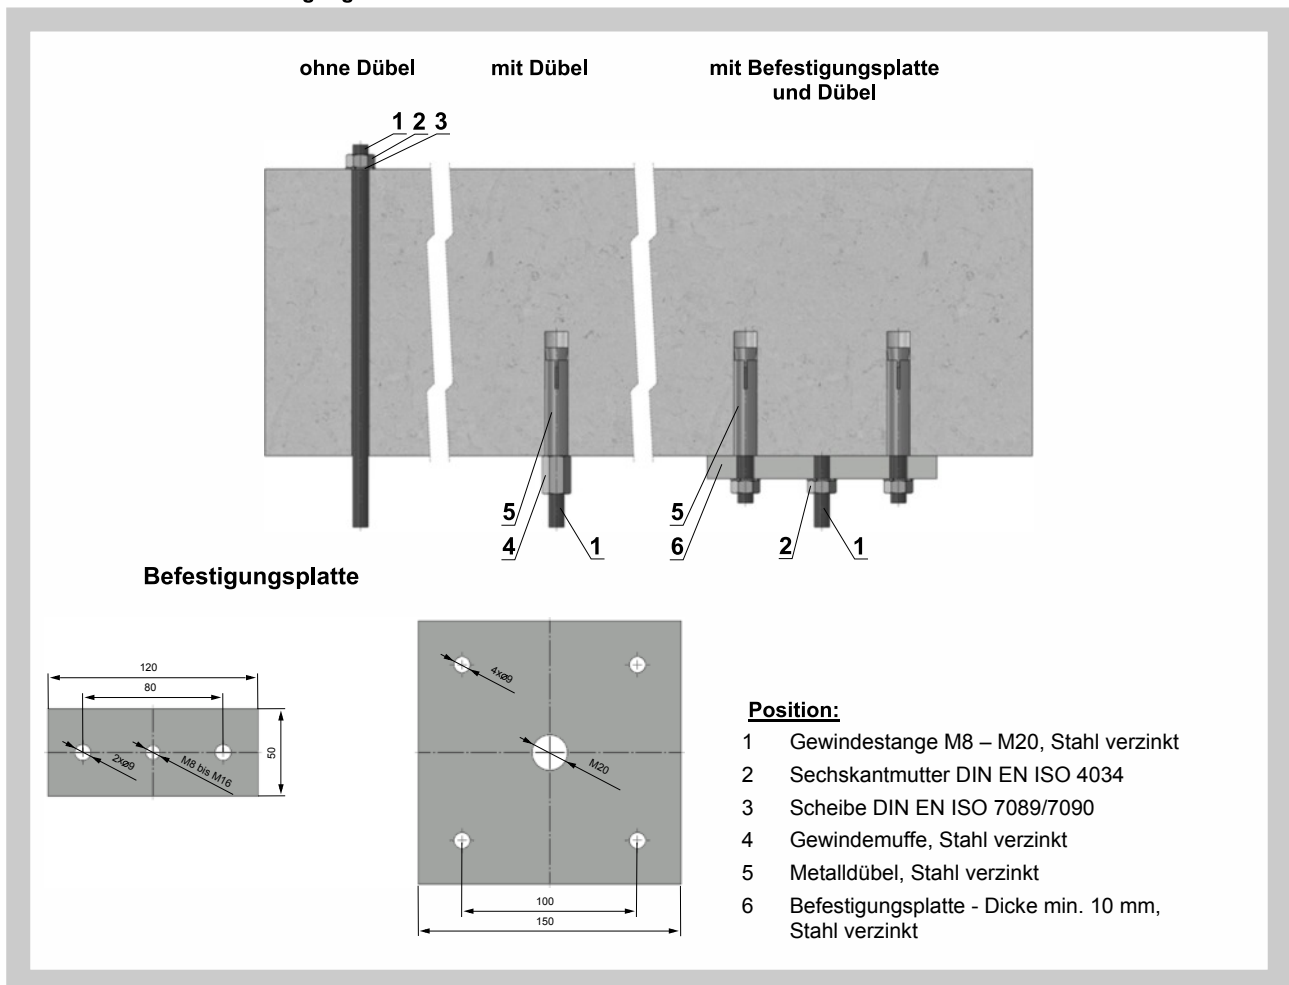 ohne Dübel
mit Dübel
mit Befestigungsplatte
und Dübel
1 2 3
5
4
1
5
6
2
1
Befestigungsplatte
120
80
50
2xø9
M8 bis M16
4xø9
M20
100
150
Position:
1 Gewindestange M8 – M20, Stahl verzinkt
2 Sechskantmutter DIN EN ISO 4034
3 Scheibe DIN EN ISO 7089/7090
4 Gewindemuffe, Stahl verzinkt
5 Metalldübel, Stahl verzinkt
6 Befestigungsplatte - Dicke min. 10 mm,
Stahl verzinkt